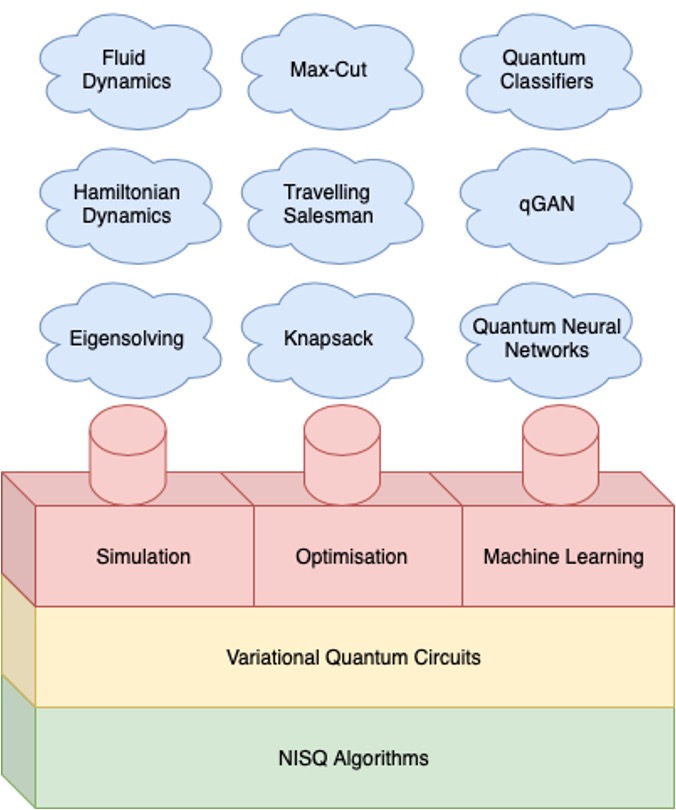 Fluid
Dynamics
Max-Cut
Quantum
Classifiers
Hamiltonian
Dynamics
Travelling
Salesman
qGAN
Eigensolving
Knapsack
Quantum Neural
Networks
Simulation
Optimisation
Machine Learning
Variational Quantum Circuits
NISQ Algorithms